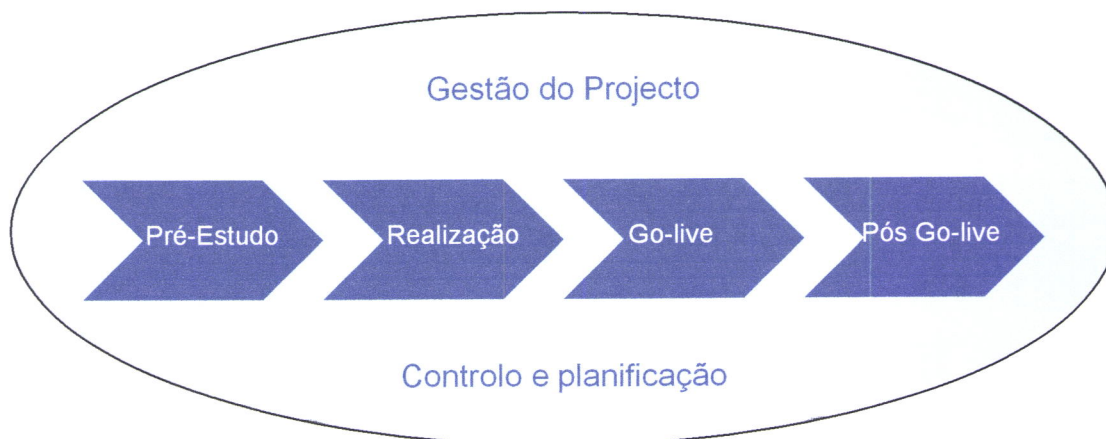 Gestão do Projecto
Pré-Estudo
Realização
Go-live
Pós Go-live
Controlo e planificação